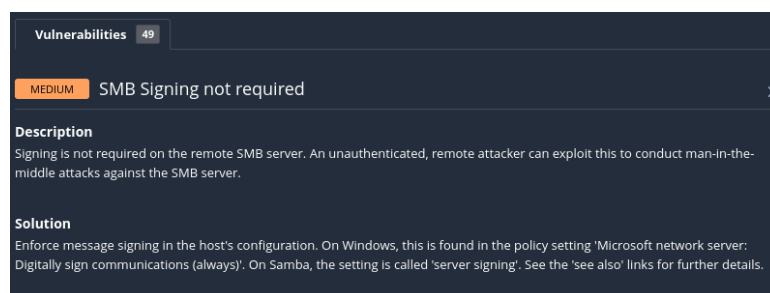 Vulnerabilities 49
MEDIUM SMB Signing not required
Description
Signing is not required on the remote SMB server. An unauthenticated, remote attacker can exploit this to conduct man-in-the-
middle attacks against the SMB server.
Solution
Enforce message signing in the host's configuration. On Windows, this is found in the policy setting 'Microsoft network server:
Digitally sign communications (always)'. On Samba, the setting is called 'server signing'. See the 'see also' links for further details.